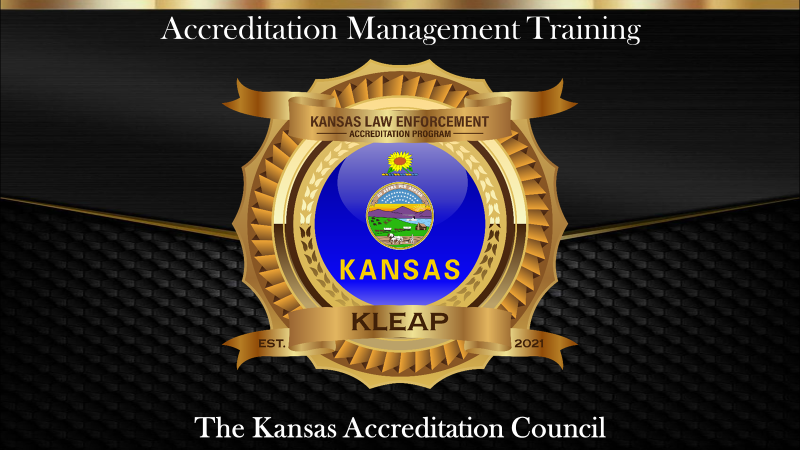 Accreditation Management Training
KANSAS LAW ENFORCEMENT
ACCREDITATION PROGRAM
KANSAS
KLEAP
EST. 2021
The Kansas Accreditation Council